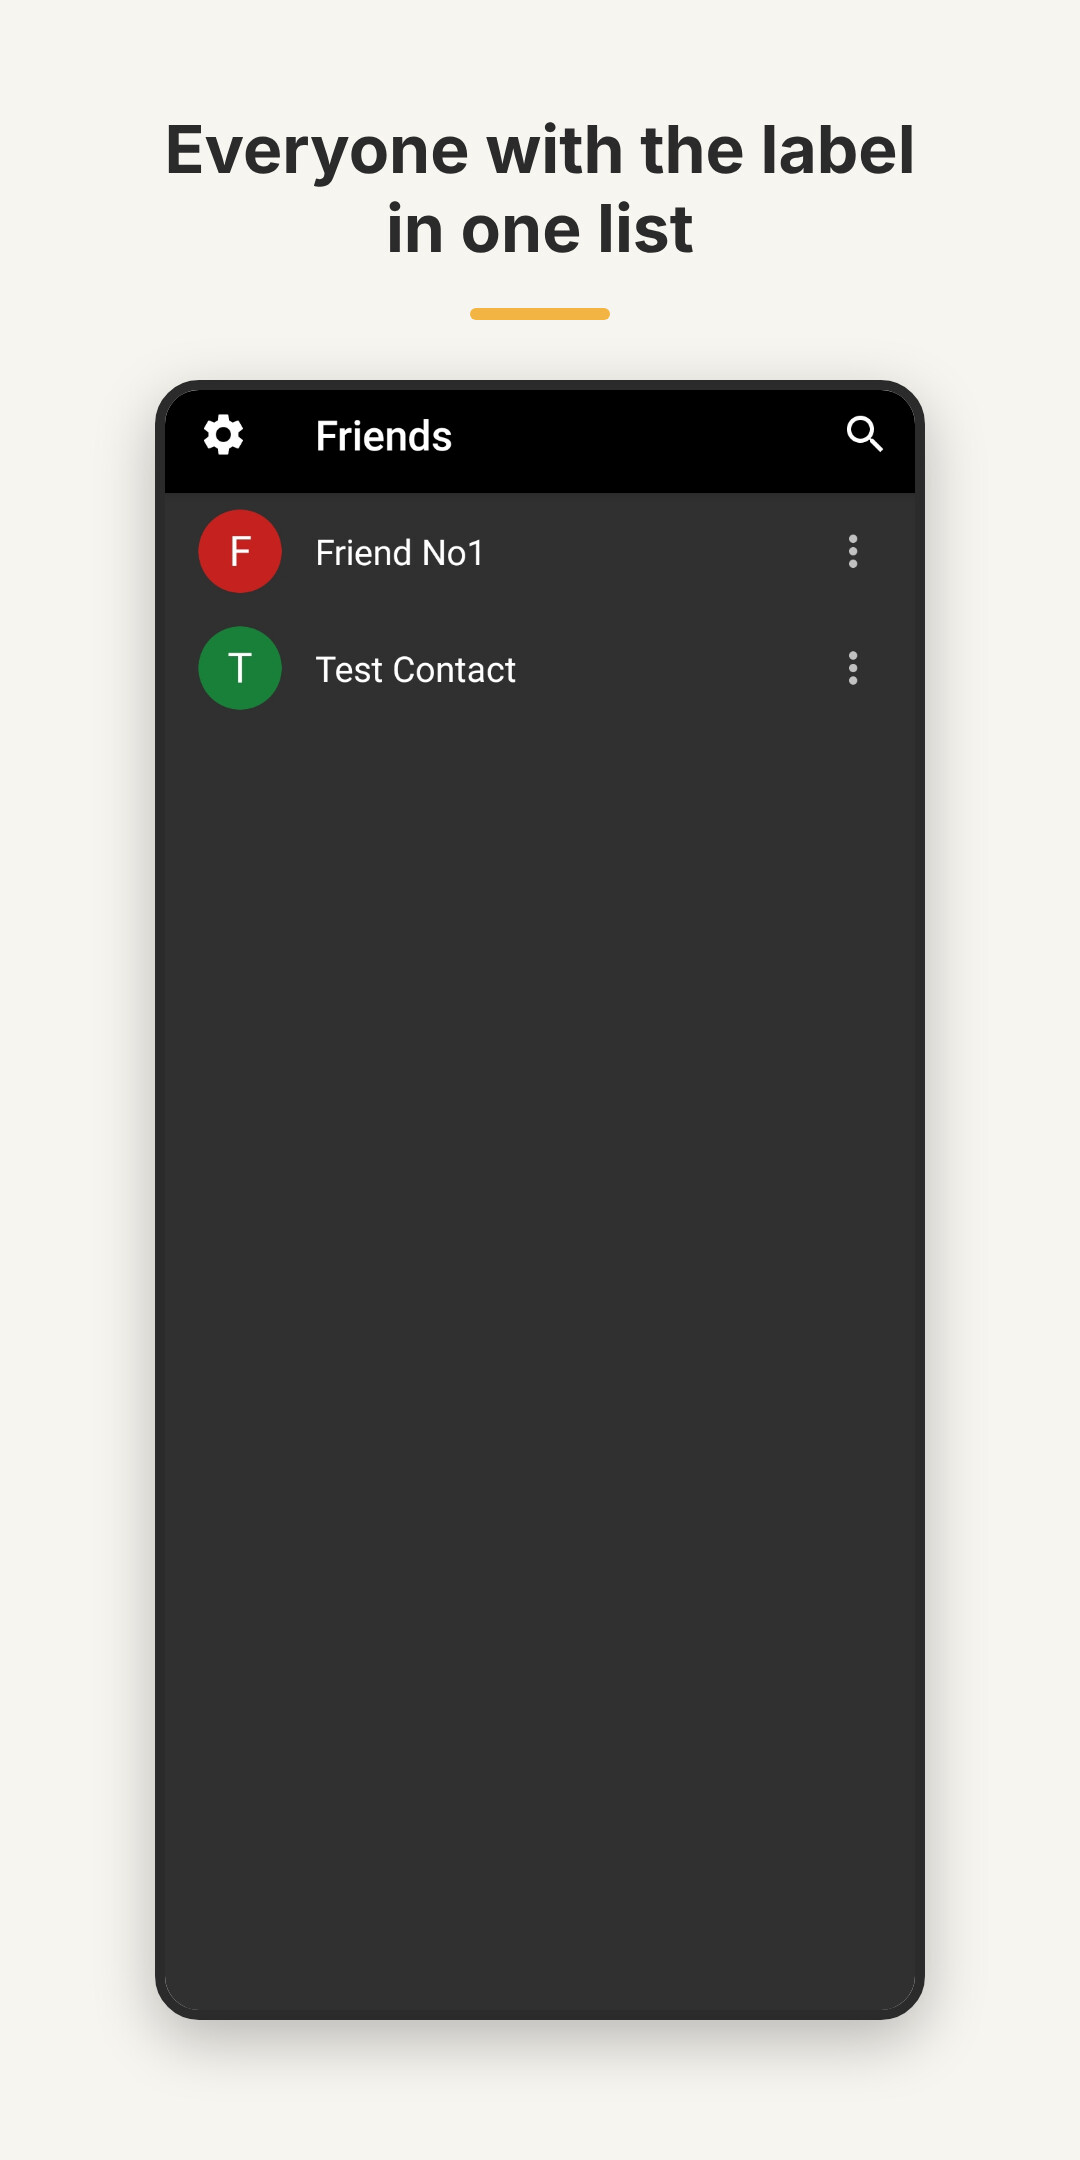 Everyone with the label
in one list
Friends
F
Friend No1
T
Test Contact